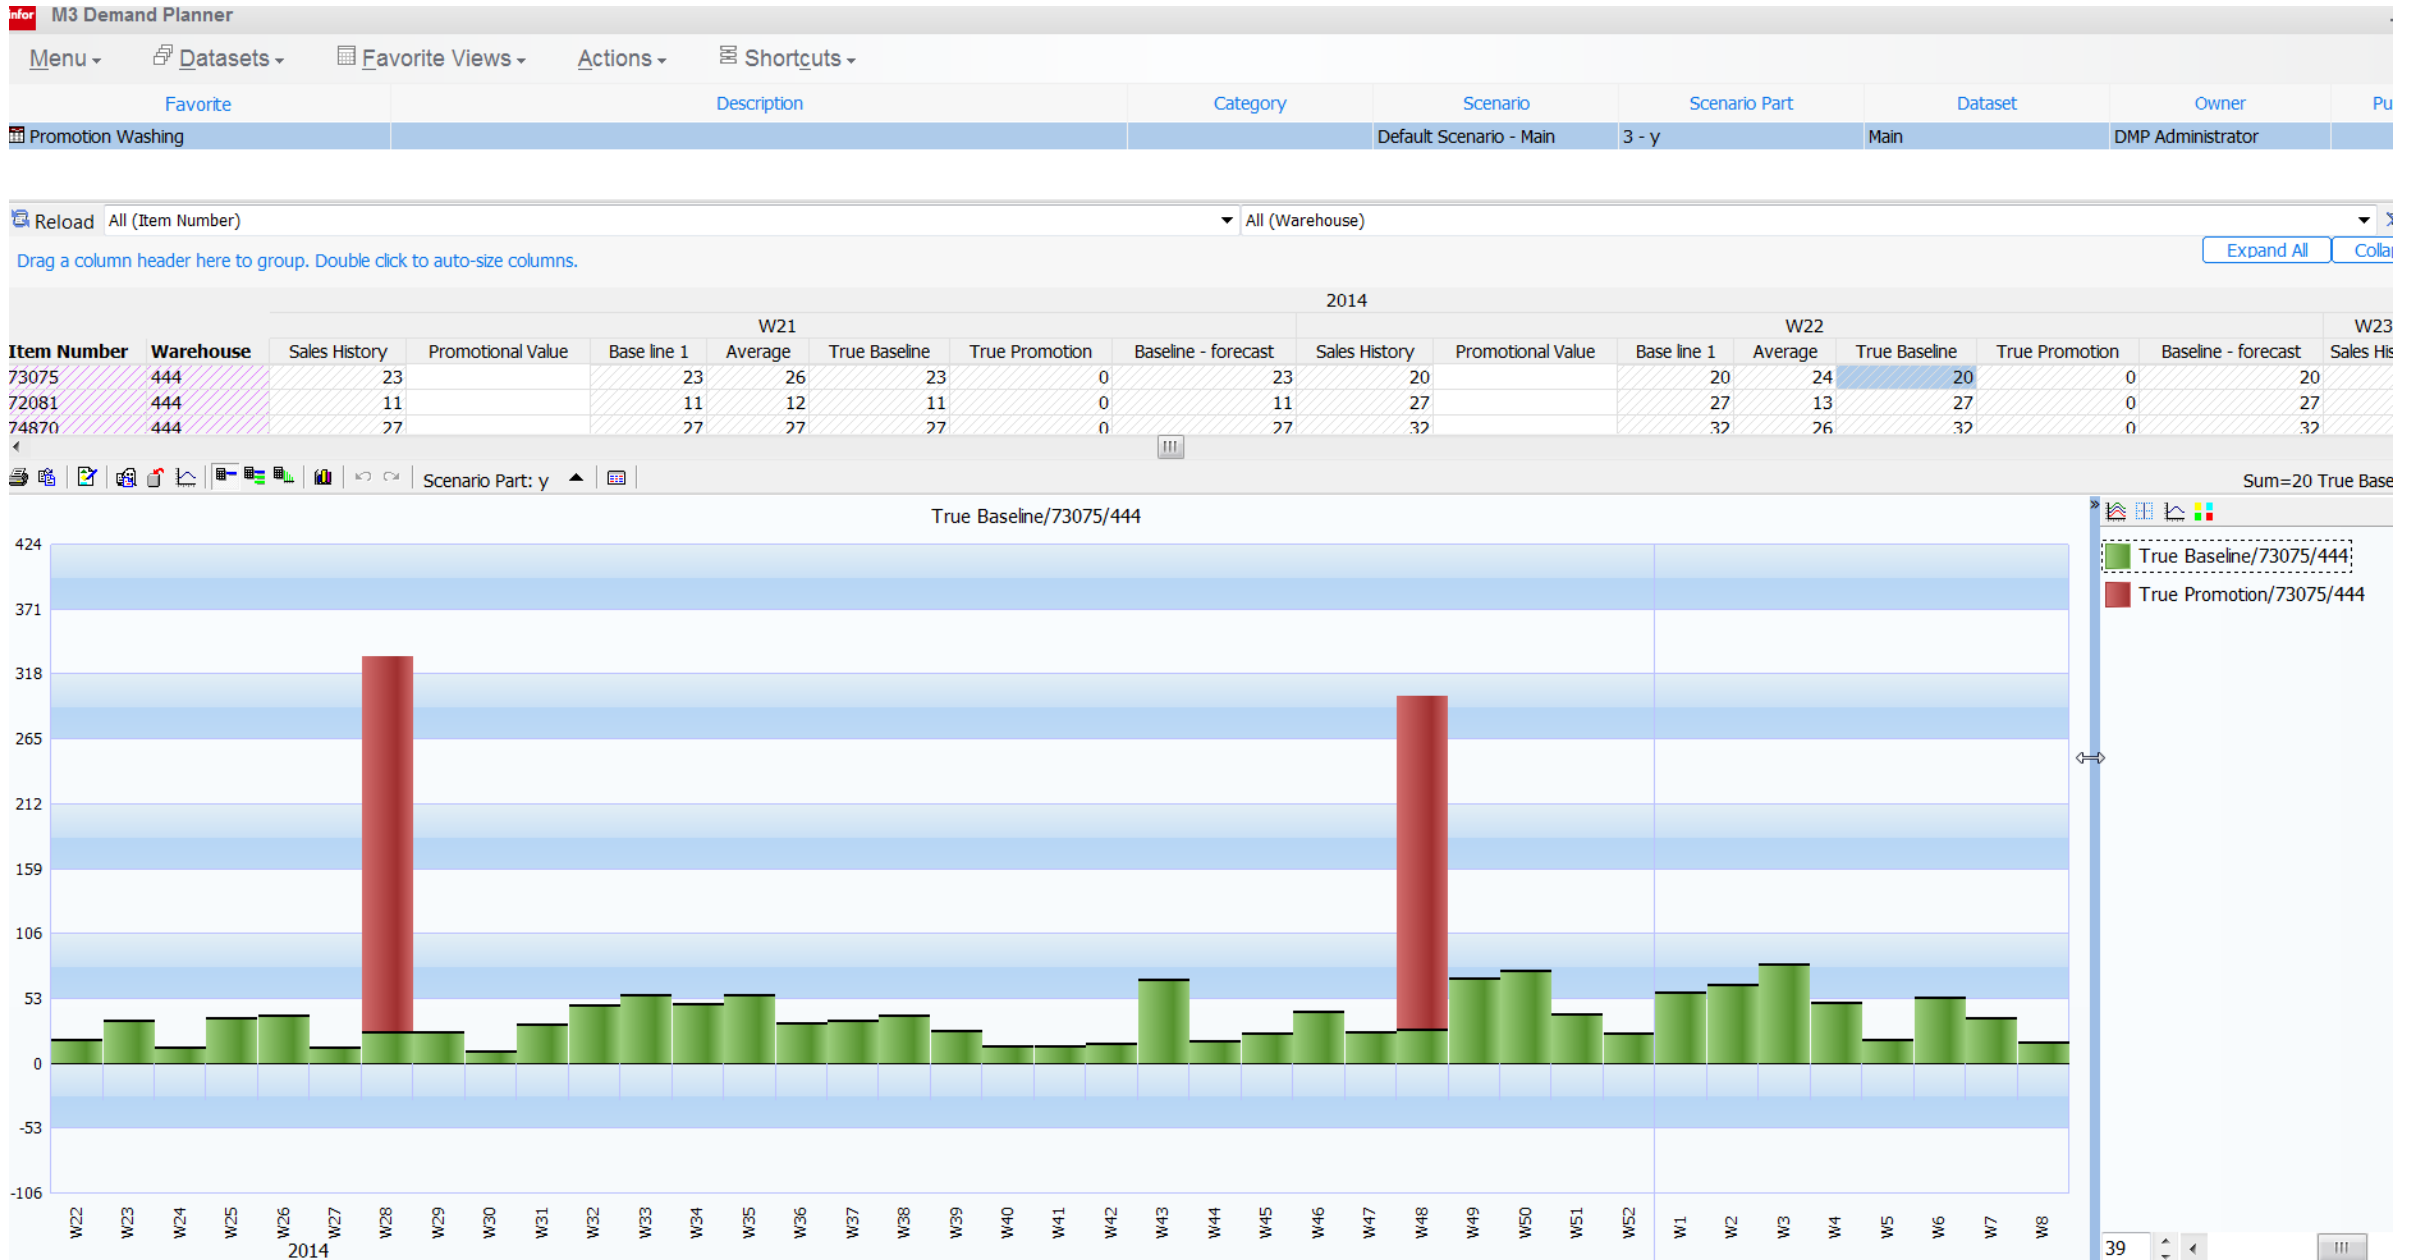 infor M3 Demand Planner
Menu Datasets Favorite Views Actions Shortcuts
Favorite Description Category Scenario Scenario Part Dataset Owner Pu
Promotion Washing Default Scenario - Main 3 - y Main DMP Administrator
Reload All (Item Number) All (Warehouse)
Drag a column header here to group. Double click to auto-size columns. Expand All Colla
2014
W21 W22 W23
Item Number Warehouse Sales History Promotional Value Base line 1 Average True Baseline True Promotion Baseline - forecast Sales History Promotional Value Base line 1 Average True Baseline True Promotion Baseline - forecast Sales His
73075 444 23 23 26 23 0 23 20 20 24 20 0 20
72081 444 11 11 12 11 0 11 27 27 13 27 0 27
74870 444 27 27 27 27 0 27 32 32 26 32 0 32
Scenario Part: y Sum=20 True Base
True Baseline/73075/444
424
371
318
265
212
159
106
53
0
-53
-106
W22 W23 W24 W25 W26 W27 W28 W29 W30 W31 W32 W33 W34 W35 W36 W37 W38 W39 W40 W41 W42 W43 W44 W45 W46 W47 W48 W49 W50 W51 W52 W1 W2 W3 W4 W5 W6 W7 W8
2014
True Baseline/73075/444
True Promotion/73075/444
39